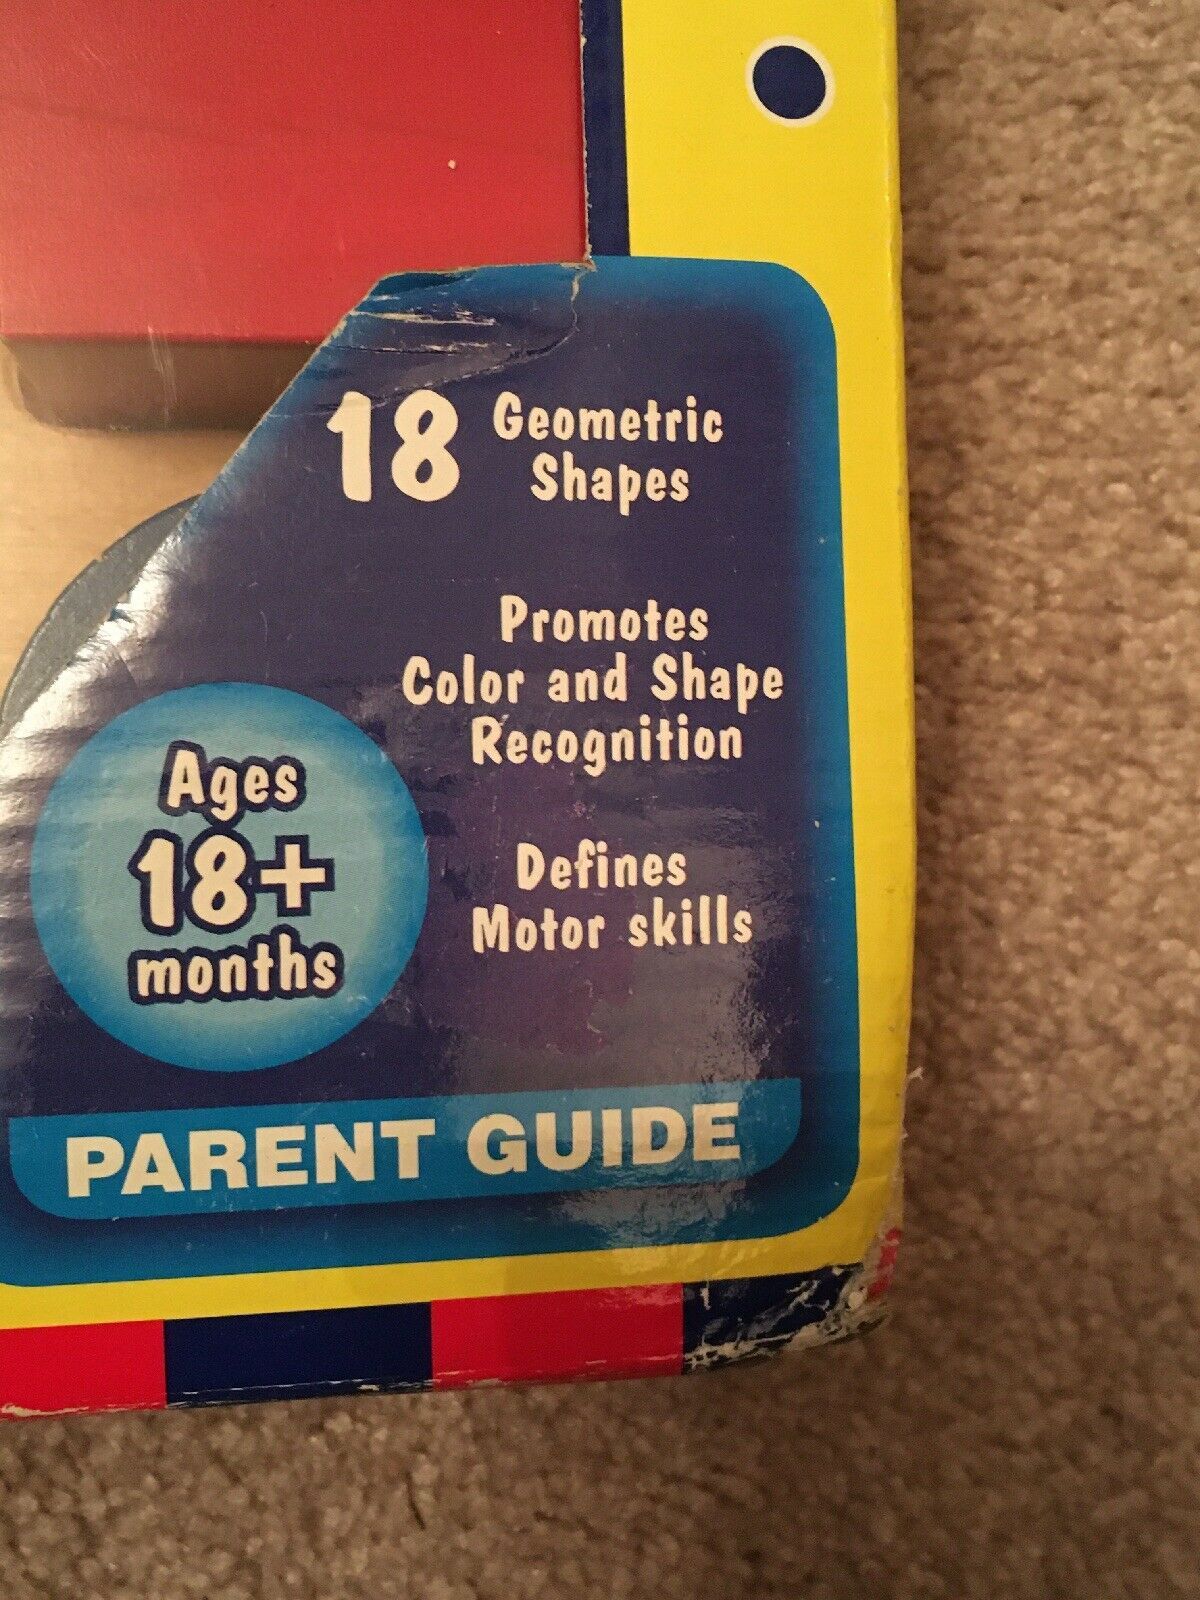 18 Geometric
Shapes
Promotes
Color and Shape
Recognition
Defines
Motor skills
Ages
18+
months
PARENT GUIDE